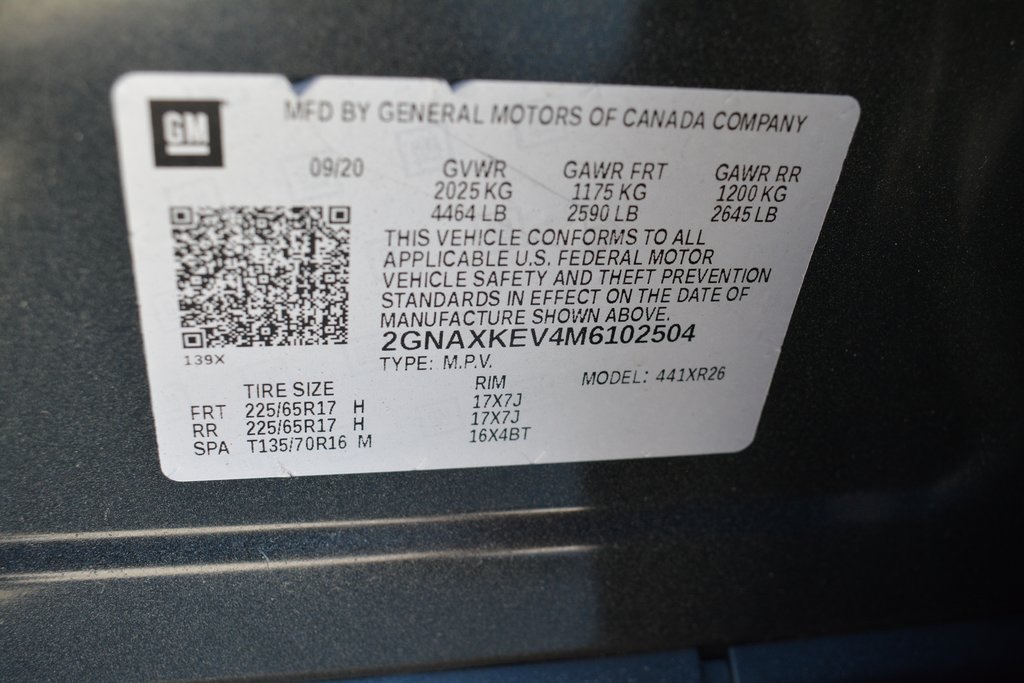 GM
MFD BY GENERAL MOTORS OF CANADA COMPANY
09/20 GVWR GAWR FRT GAWR RR
2025 KG 1175 KG 1200 KG
4464 LB 2590 LB 2645 LB
THIS VEHICLE CONFORMS TO ALL
APPLICABLE U.S. FEDERAL MOTOR
VEHICLE SAFETY AND THEFT PREVENTION
STANDARDS IN EFFECT ON THE DATE OF
MANUFACTURE SHOWN ABOVE.
2GNAXKEV4M6102504
139X
TYPE: M.P.V.
MODEL: 441XR26
TIRE SIZE RIM
FRT 225/65R17 H 17X7J
RR 225/65R17 H 17X7J
SPA T135/70R16 M 16X4BT